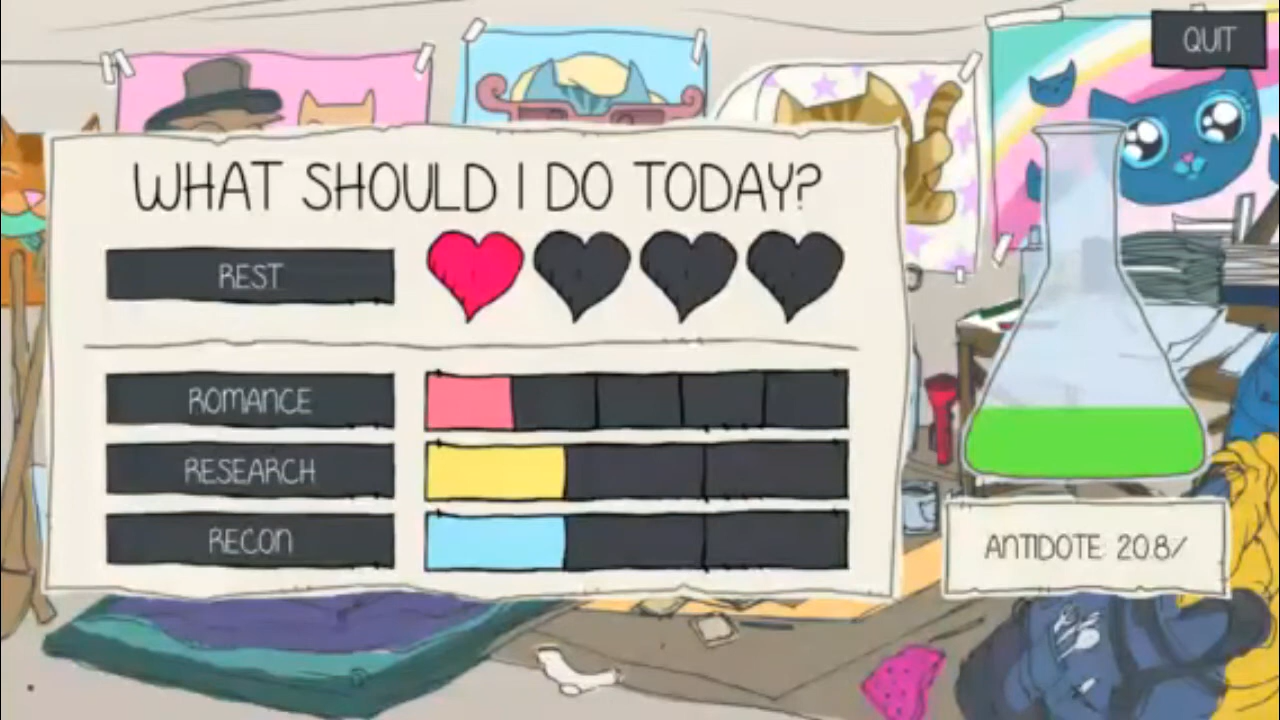 QUIT
WHAT SHOULD I DO TODAY?
REST
ROMANCE
RESEARCH
RECON
ANTIDOTE: 20.8/